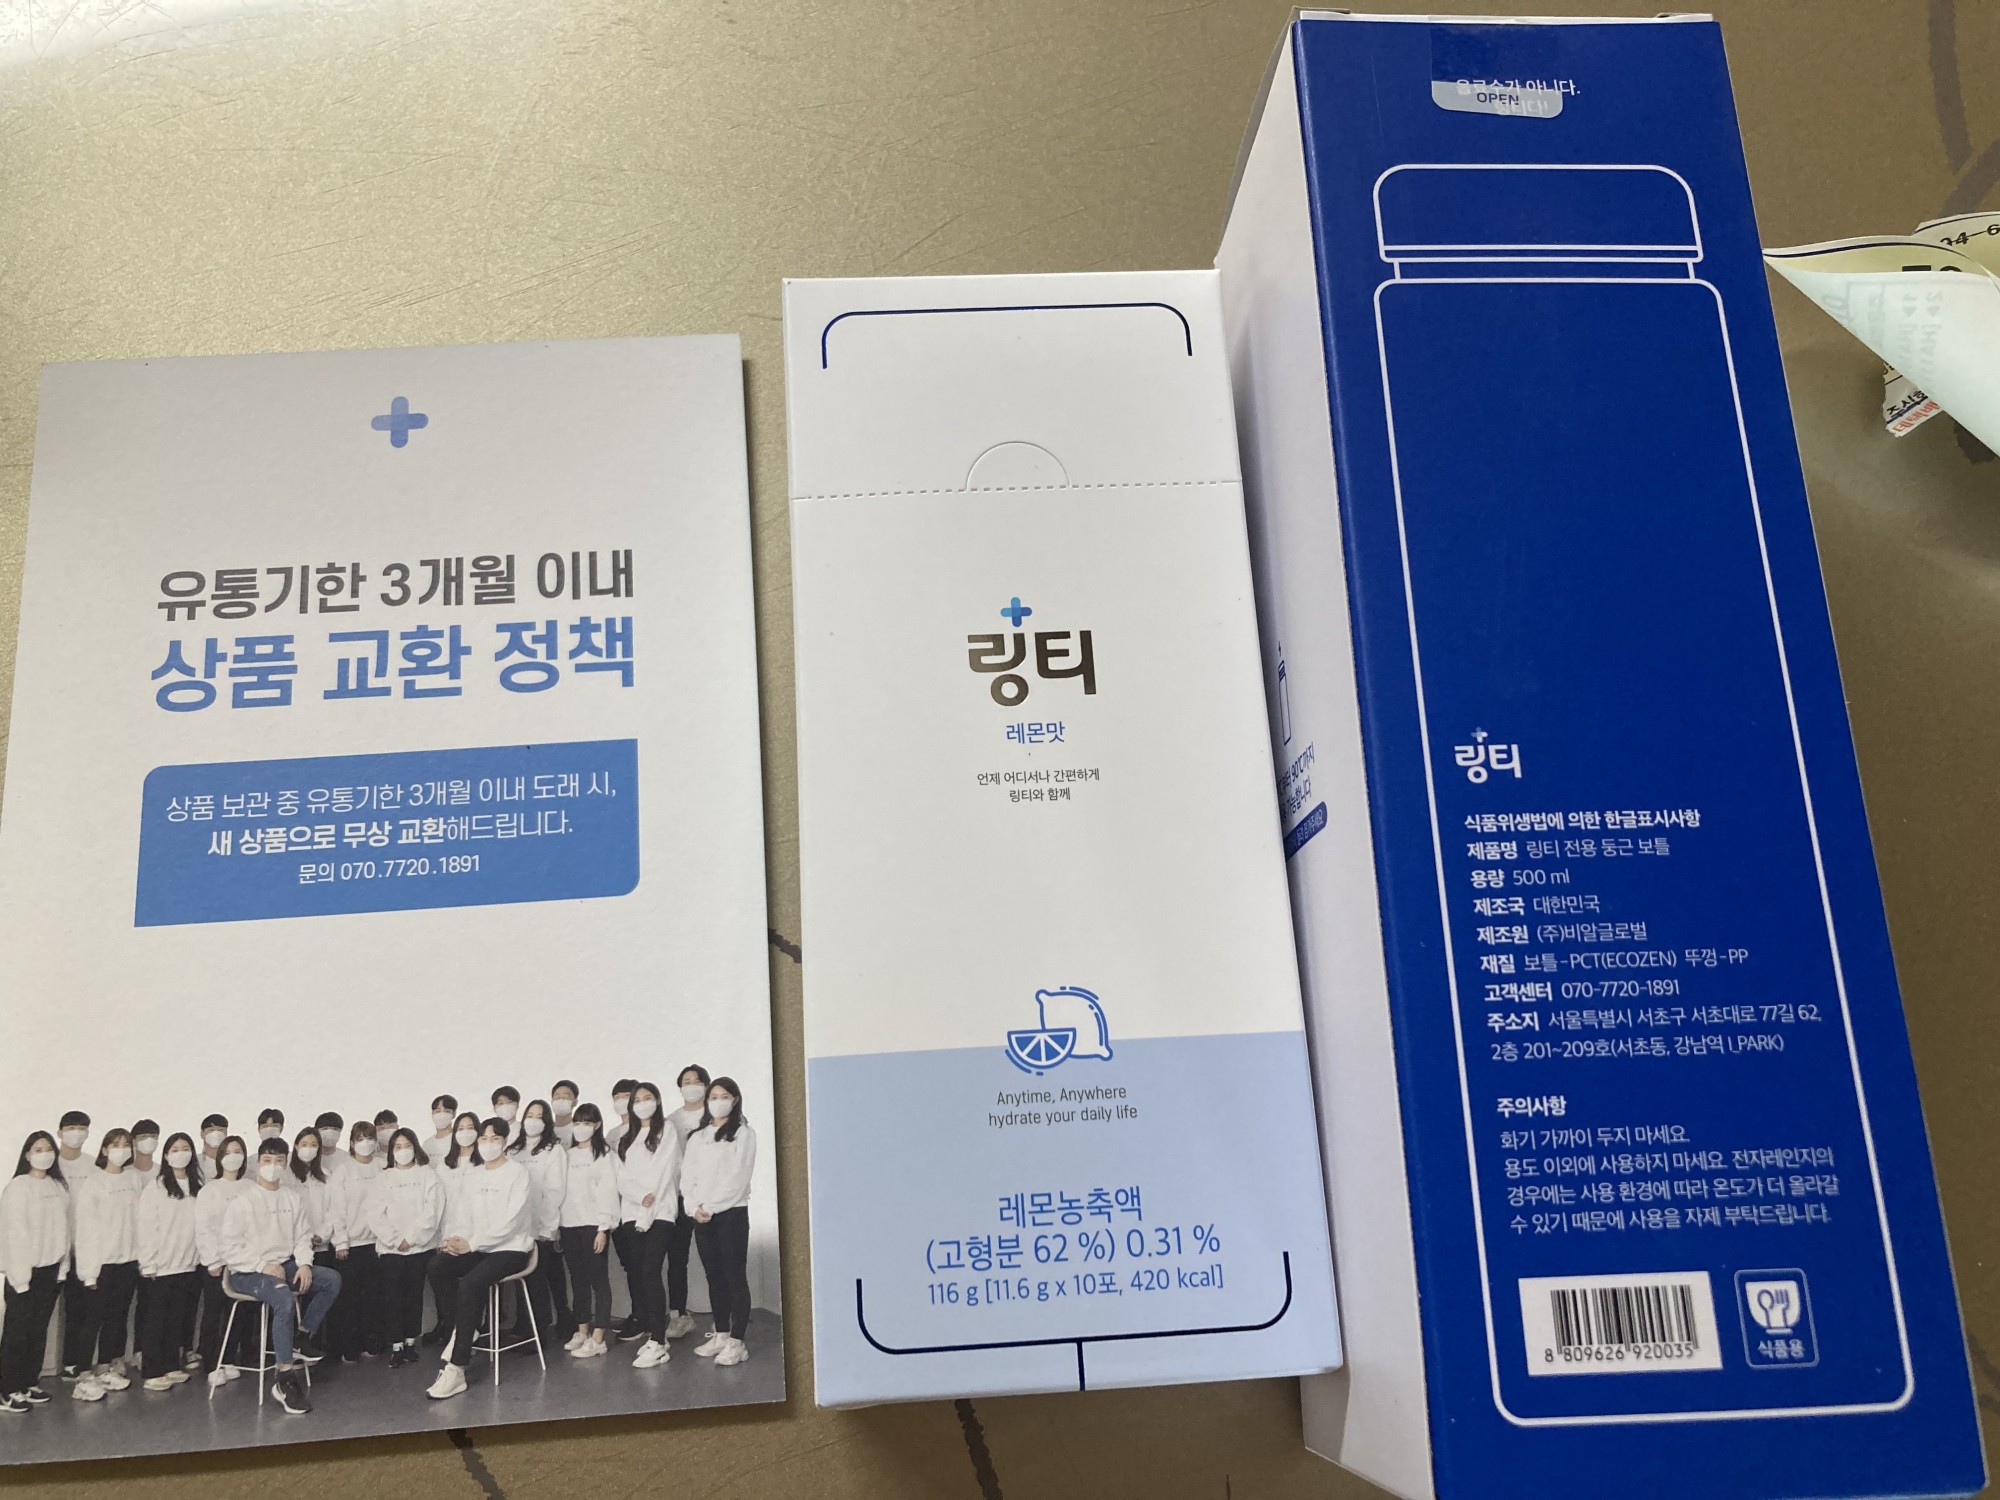 유통기한 3개월 이내
상품 교환 정책
상품 보관 중 유통기한 3개월 이내 도래 시,
새 상품으로 무상 교환해드립니다.
문의 070.7720.1891
링티
레몬맛
언제 어디서나 간편하게
링티와 함께
Anytime, Anywhere
hydrate your daily life
레몬농축액
(고형분 62 %) 0.31 %
116 g [11.6 g x 10포, 420 kcal]
90℃까지
음료수가 아니다.
OPEN
링티
식품위생법에 의한 한글표시사항
제품명 링티 전용 둥근 보틀
용량 500 ml
제조국 대한민국
제조원 (주)비알글로벌
재질 보틀-PCT(ECOZEN) 뚜껑-PP
고객센터 070-7720-1891
주소지 서울특별시 서초구 서초대로 77길 62,
2층 201~209호(서초동, 강남역 I_PARK)
주의사항
화기 가까이 두지 마세요.
용도 이외에 사용하지 마세요. 전자레인지의
경우에는 사용 환경에 따라 온도가 더 올라갈
수 있기 때문에 사용을 자제 부탁드립니다.
8 809626 920035
식품용